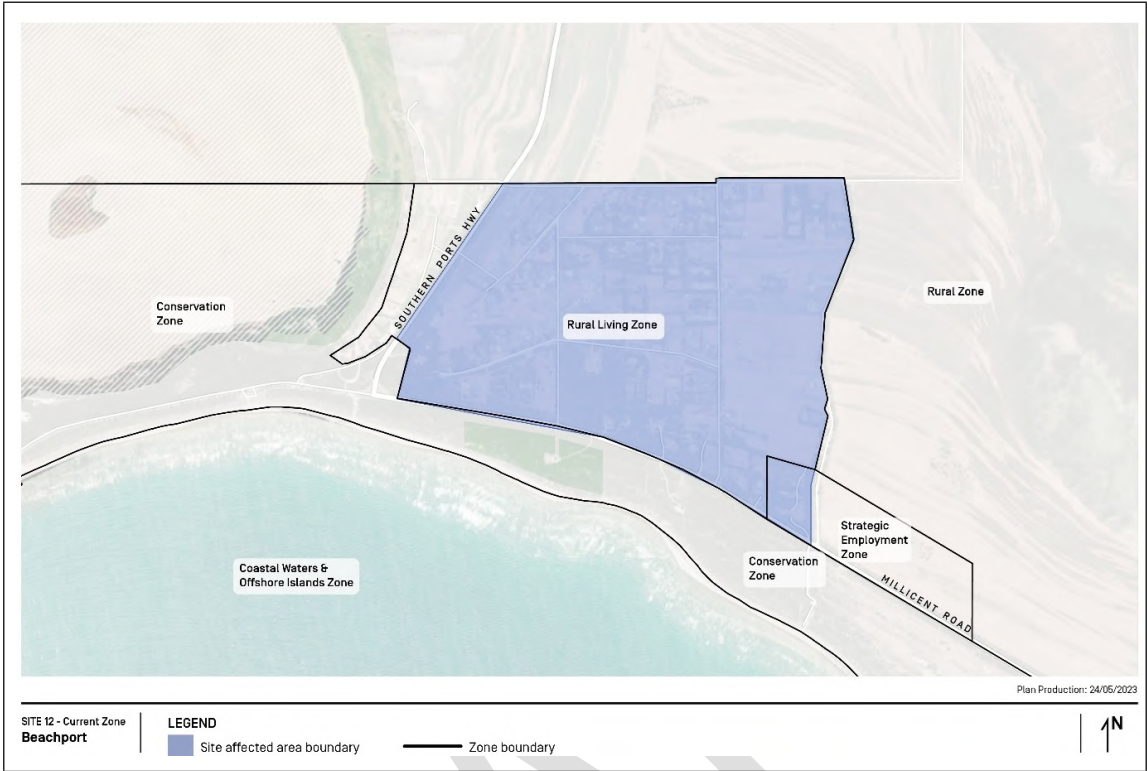 SOUTHERN PORTS HWY
Conservation
Zone
Rural Living Zone
Rural Zone
Strategic
Employment
Zone
Conservation
Zone
Coastal Waters &
Offshore Islands Zone
MILLICENT ROAD
Plan Production: 24/05/2023
SITE 12 - Current Zone
Beachport
LEGEND
Site affected area boundary
Zone boundary
N